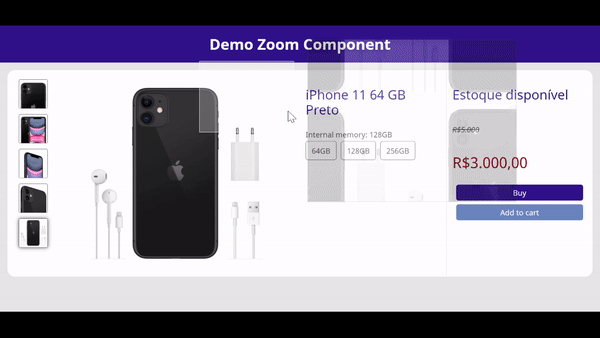 Demo Zoom Component
iPhone 11 64 GB
Preto
Internal memory: 128GB
64GB
128GB
256GB
Estoque disponível
R$5.000
R$3.000,00
Buy
Add to cart